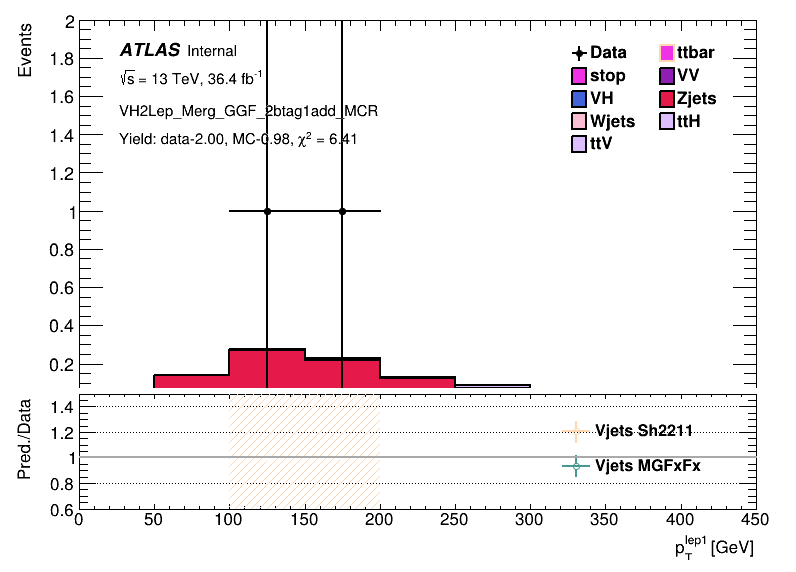 Events
2
1.8
1.6
1.4
1.2
1
0.8
0.6
0.4
0.2
ATLAS Internal
√s = 13 TeV, 36.4 fb⁻¹
VH2Lep_Merg_GGF_2btag1add_MCR
Yield: data-2.00, MC-0.98, χ² = 6.41
Data
ttbar
stop
VV
VH
Zjets
Wjets
ttH
ttV
Pred./Data
1.4
1.2
1
0.8
0.6
Vjets Sh2211
Vjets MGFxFx
0 50 100 150 200 250 300 350 400 450
p_T^lep1 [GeV]